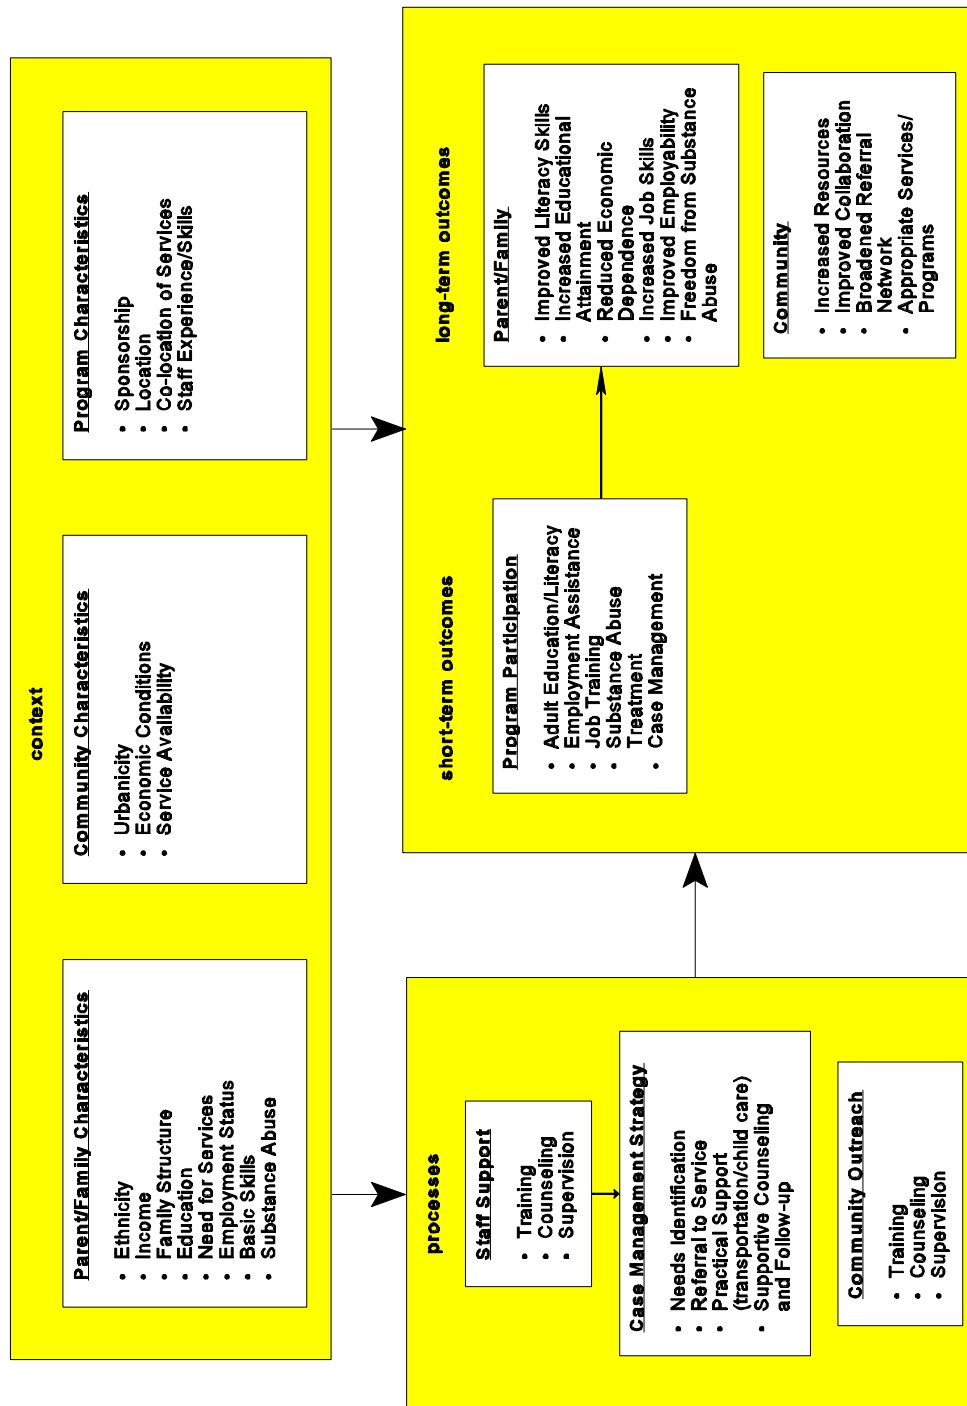 context
Parent/Family Characteristics
• Ethnicity
• Income
• Family Structure
• Education
• Need for Services
• Employment Status
• Basic Skills
• Substance Abuse
Community Characteristics
• Urbanicity
• Economic Conditions
• Service Availability
Program Characteristics
• Sponsorship
• Location
• Co-location of Services
• Staff Experience/Skills
processes
Staff Support
• Training
• Counseling
• Supervision
Case Management Strategy
• Needs Identification
• Referral to Service
• Practical Support
(transportation/child care)
• Supportive Counseling
and Follow-up
Community Outreach
• Training
• Counseling
• Supervision
short-term outcomes
Program Participation
• Adult Education/Literacy
• Employment Assistance
• Job Training
• Substance Abuse
Treatment
• Case Management
long-term outcomes
Parent/Family
• Improved Literacy Skills
• Increased Educational
Attainment
• Reduced Economic
Dependence
• Increased Job Skills
• Improved Employability
• Freedom from Substance
Abuse
Community
• Increased Resources
• Improved Collaboration
• Broadened Referral
Network
• Appropriate Services/
Programs